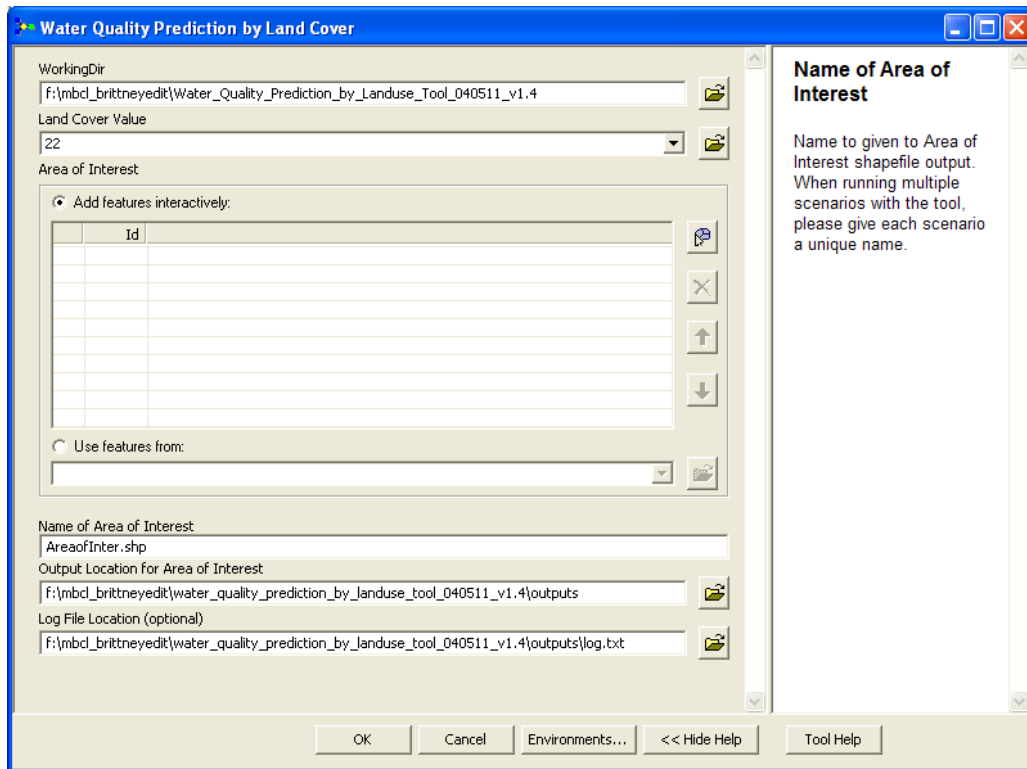 Water Quality Prediction by Land Cover
WorkingDir
f:\mbcl_brittneyedit\Water_Quality_Prediction_by_Landuse_Tool_040511_v1.4
Land Cover Value
22
Area of Interest
Add features interactively:
Id
Use features from:
Name of Area of Interest
AreaofInter.shp
Output Location for Area of Interest
f:\mbcl_brittneyedit\water_quality_prediction_by_landuse_tool_040511_v1.4\outputs
Log File Location (optional)
f:\mbcl_brittneyedit\water_quality_prediction_by_landuse_tool_040511_v1.4\outputs\log.txt
Name of Area of
Interest
Name to given to Area of
Interest shapefile output.
When running multiple
scenarios with the tool,
please give each scenario
a unique name.
OK
Cancel
Environments...
<< Hide Help
Tool Help